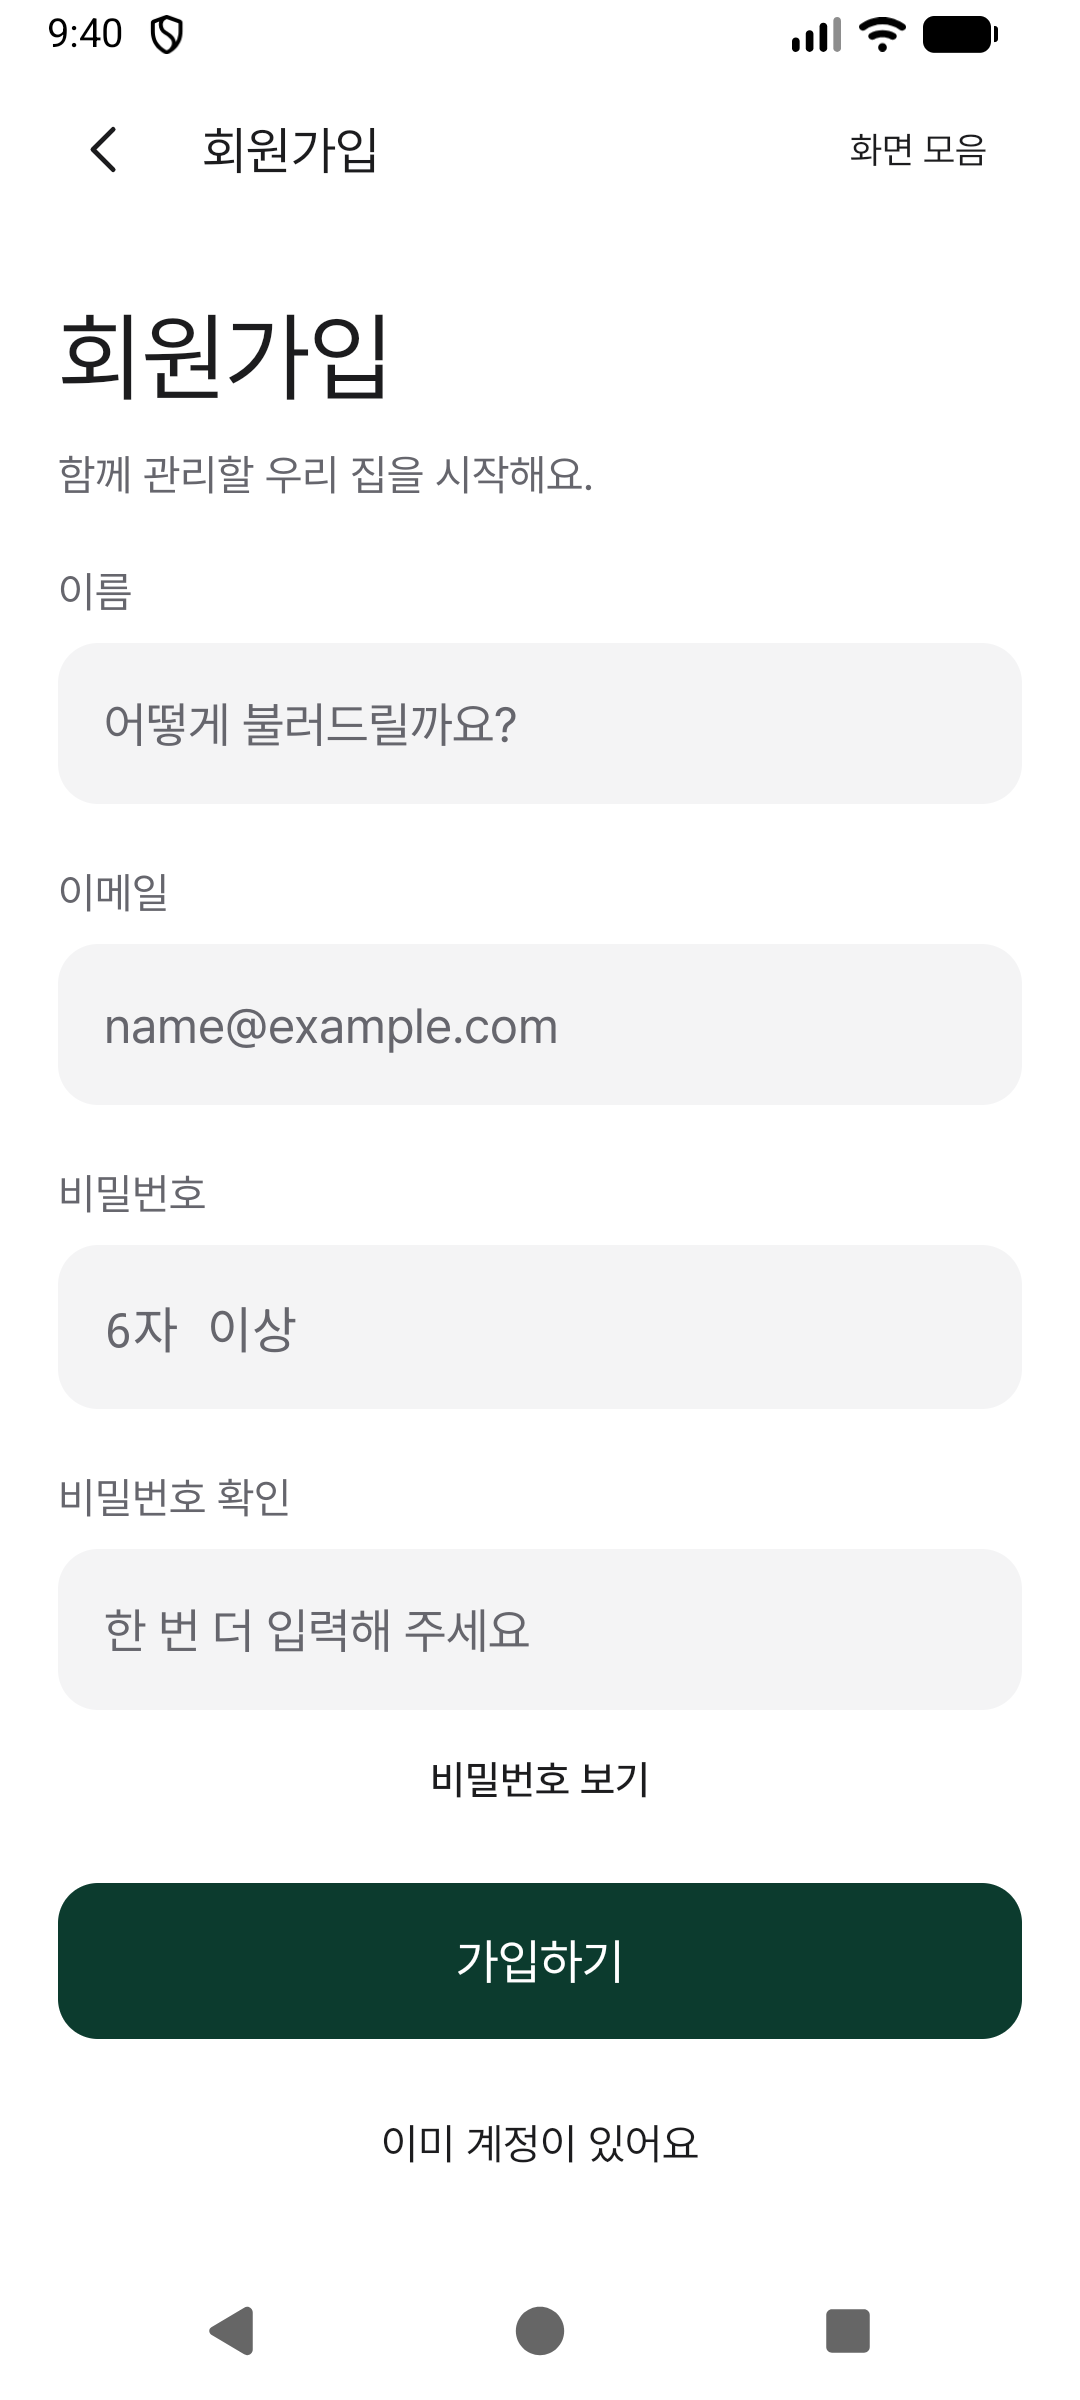 9:40
회원가입
화면 모음
회원가입
함께 관리할 우리 집을 시작해요.
이름
어떻게 불러드릴까요?
이메일
name@example.com
비밀번호
6자 이상
비밀번호 확인
한 번 더 입력해 주세요
비밀번호 보기
가입하기
이미 계정이 있어요